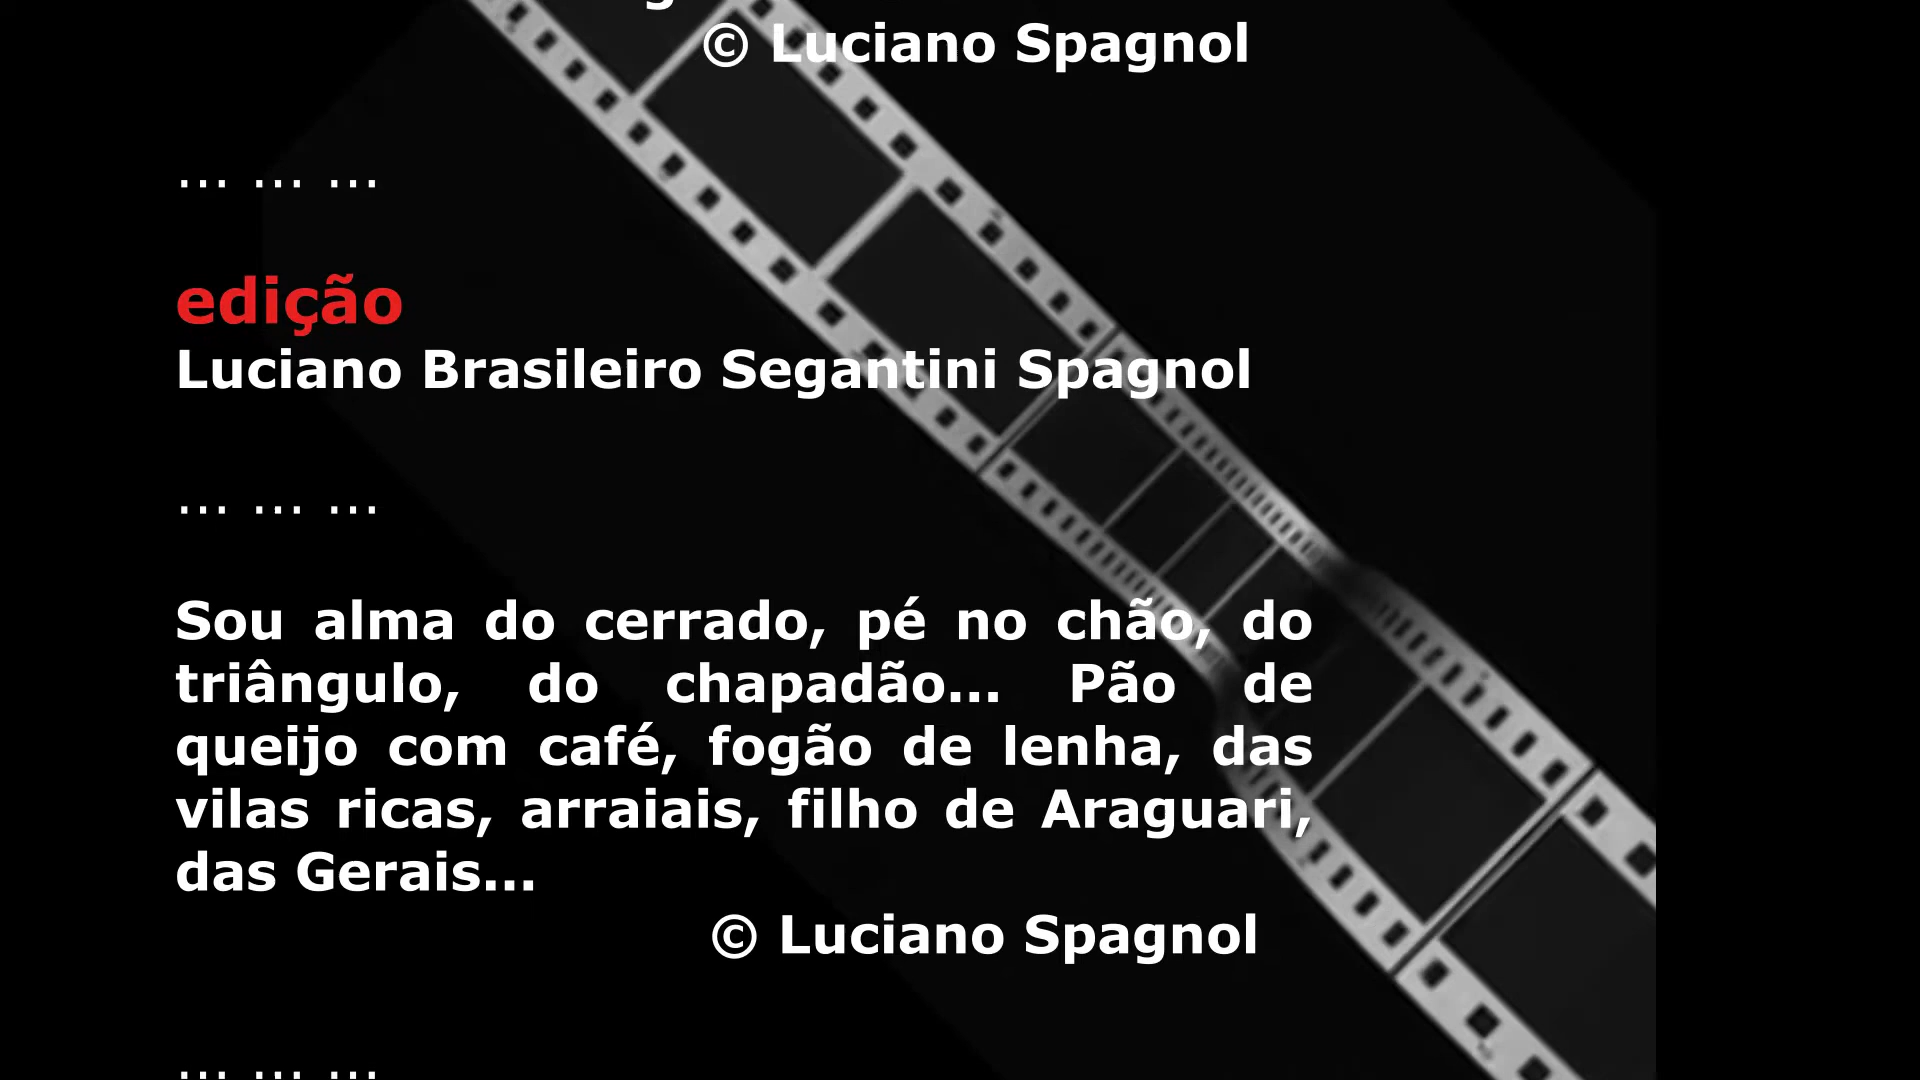 © Luciano Spagnol
... ... ...
edição
Luciano Brasileiro Segantini Spagnol
... ... ...
Sou alma do cerrado, pé no chão, do
triângulo, do chapadão... Pão de
queijo com café, fogão de lenha, das
vilas ricas, arraiais, filho de Araguari,
das Gerais...
© Luciano Spagnol
... ... ...